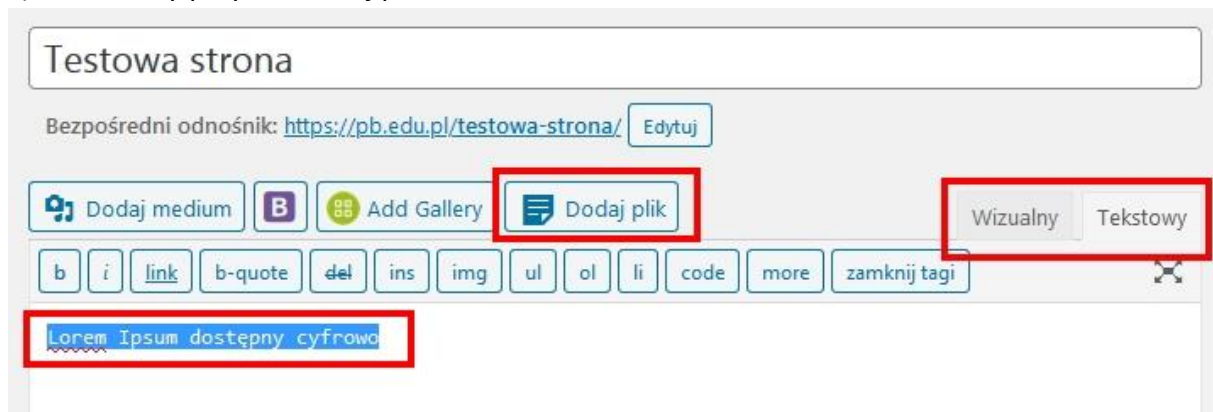 Testowa strona
Bezpośredni odnośnik: https://pb.edu.pl/testowa-strona/ Edytuj
Dodaj medium B Add Gallery Dodaj plik Wizualny Tekstowy
b i link b-quote del ins img ul ol li code more zamknij tagi
Lorem Ipsum dostępny cyfrowo